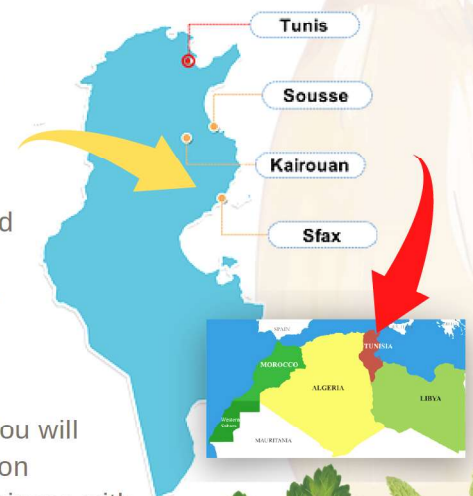 Tunis
Sousse
Kairouan
Sfax
d
SPAIN
TUNISIA
MOROCCO
ALGERIA
LIBYA
Western
Sahara
MAURITANIA
ou will
on